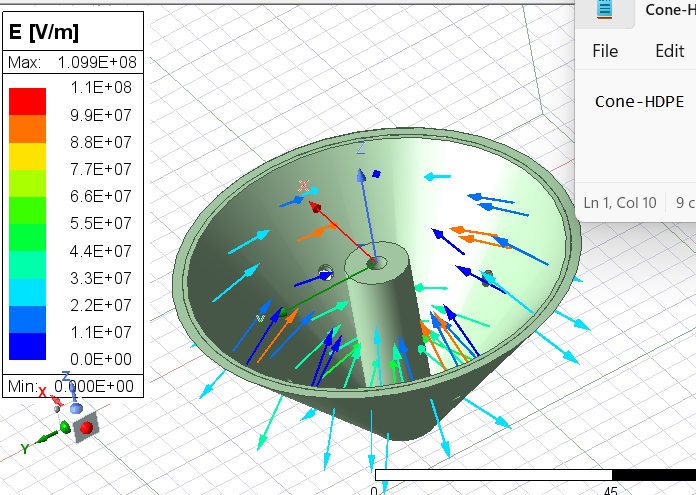 E [V/m]
Max: 1.099E+08
1.1E+08
9.9E+07
8.8E+07
7.7E+07
6.6E+07
5.5E+07
4.4E+07
3.3E+07
2.2E+07
1.1E+07
0.0E+00
Min: 0.000E+00
Z
X
Y
Z
X
Y
0
45
Cone-H
File Edit
Cone-HDPE
Ln 1, Col 10 9 c